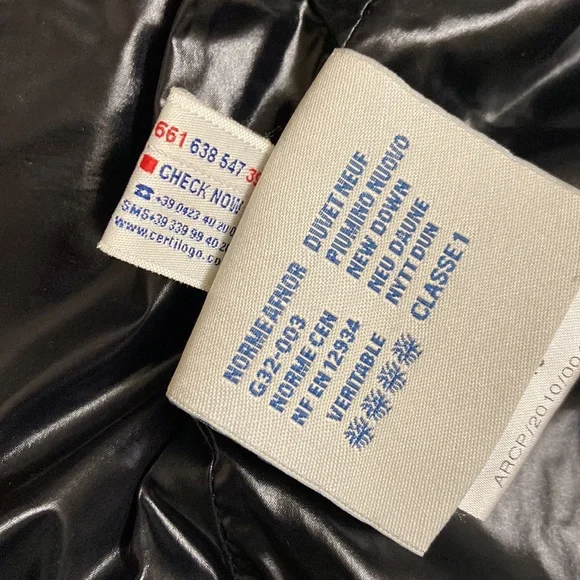 661 638 547
CHECK NOW
+39 0423 40 20 0
SMS+39 339 99 40 2
www.certilogo.co
DUVET NEUF
PIUMINO NUOVO
NEW DOWN
NEU DAUNE
NYTT DUN
CLASSE 1
NORME AFNOR
G32-003
NORME CEN
NF EN 12934
VERITABLE
ARCP/2010/00